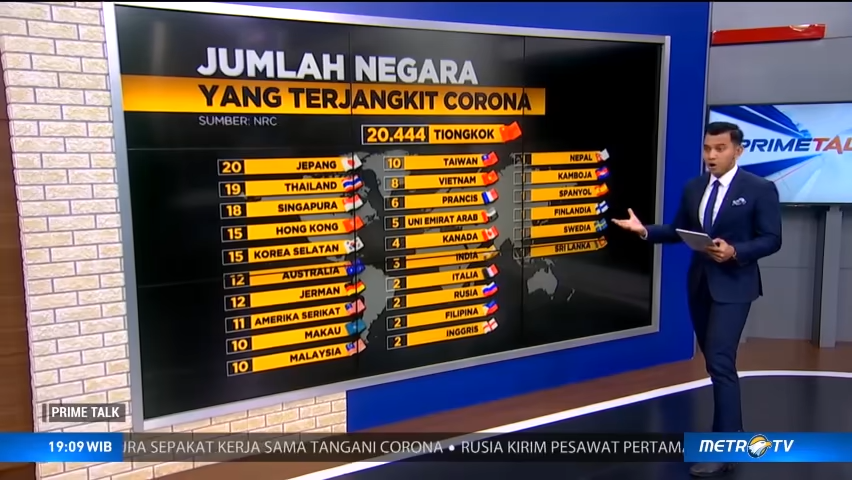 JUMLAH NEGARA
YANG TERJANGKIT CORONA
SUMBER: NRC
20.444 TIONGKOK
20 JEPANG
19 THAILAND
18 SINGAPURA
15 HONG KONG
15 KOREA SELATAN
12 AUSTRALIA
12 JERMAN
11 AMERIKA SERIKAT
10 MAKAU
10 MALAYSIA
10 TAIWAN
8 VIETNAM
6 PRANCIS
5 UNI EMIRAT ARAB
4 KANADA
3 INDIA
2 ITALIA
2 RUSIA
2 FILIPINA
2 INGGRIS
NEPAL
KAMBOJA
SPANYOL
FINLANDIA
SWEDIA
SRI LANKA
PRIME TALK
PRIME TALK
19:09 WIB
URA SEPAKAT KERJA SAMA TANGANI CORONA • RUSIA KIRIM PESAWAT PERTAMA
METRO TV